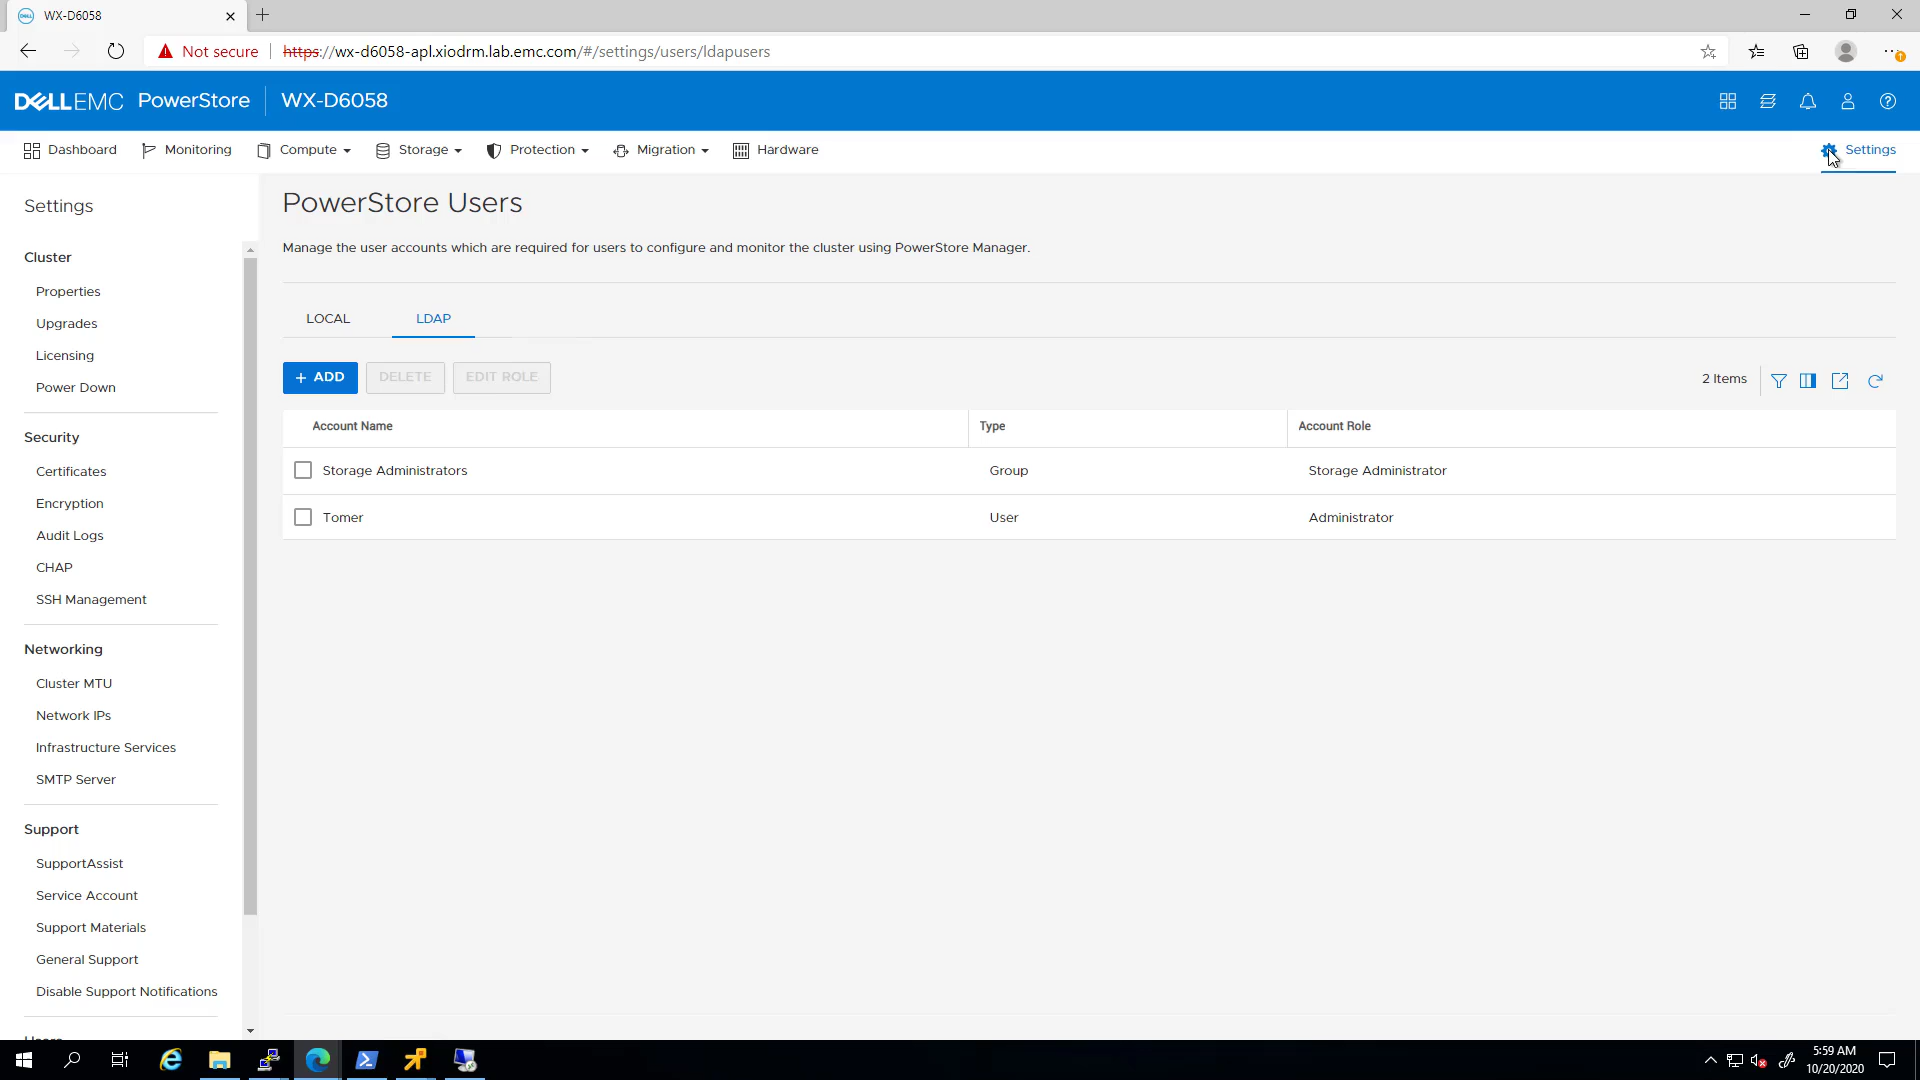 WX-D6058
Not secure
https://wx-d6058-apl.xiodrm.lab.emc.com/#/settings/users/ldapusers
DELLEMC PowerStore WX-D6058
Dashboard Monitoring Compute Storage Protection Migration Hardware Settings
Settings
Cluster
Properties
Upgrades
Licensing
Power Down
Security
Certificates
Encryption
Audit Logs
CHAP
SSH Management
Networking
Cluster MTU
Network IPs
Infrastructure Services
SMTP Server
Support
SupportAssist
Service Account
Support Materials
General Support
Disable Support Notifications
PowerStore Users
Manage the user accounts which are required for users to configure and monitor the cluster using PowerStore Manager.
LOCAL LDAP
+ ADD DELETE EDIT ROLE 2 Items
Account Name Type Account Role
Storage Administrators Group Storage Administrator
Tomer User Administrator
5:59 AM
10/20/2020